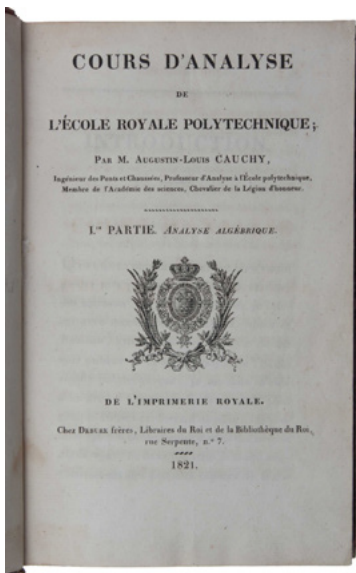 COURS D'ANALYSE
DE
L'ÉCOLE ROYALE POLYTECHNIQUE;
PAR M. AUGUSTIN-LOUIS CAUCHY,
Ingénieur des Ponts et Chaussées, Professeur d'Analyse à l'École polytechnique,
Membre de l'Académie des sciences, Chevalier de la Légion d'honneur.
I.re PARTIE. ANALYSE ALGÉBRIQUE.
DE L'IMPRIMERIE ROYALE.
Chez DEBURE frères, Libraires du Roi et de la Bibliothèque du Roi,
rue Serpente, n.° 7.
1821.